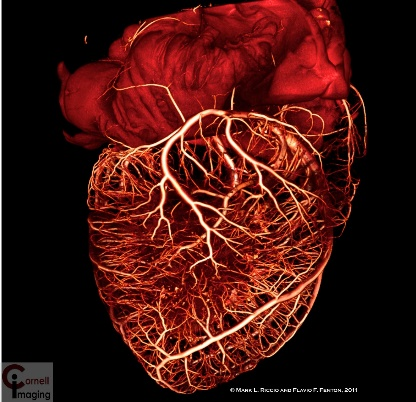 © Mark L. Riccio and Flavio F. Fenton, 2011
Cornell
Imaging